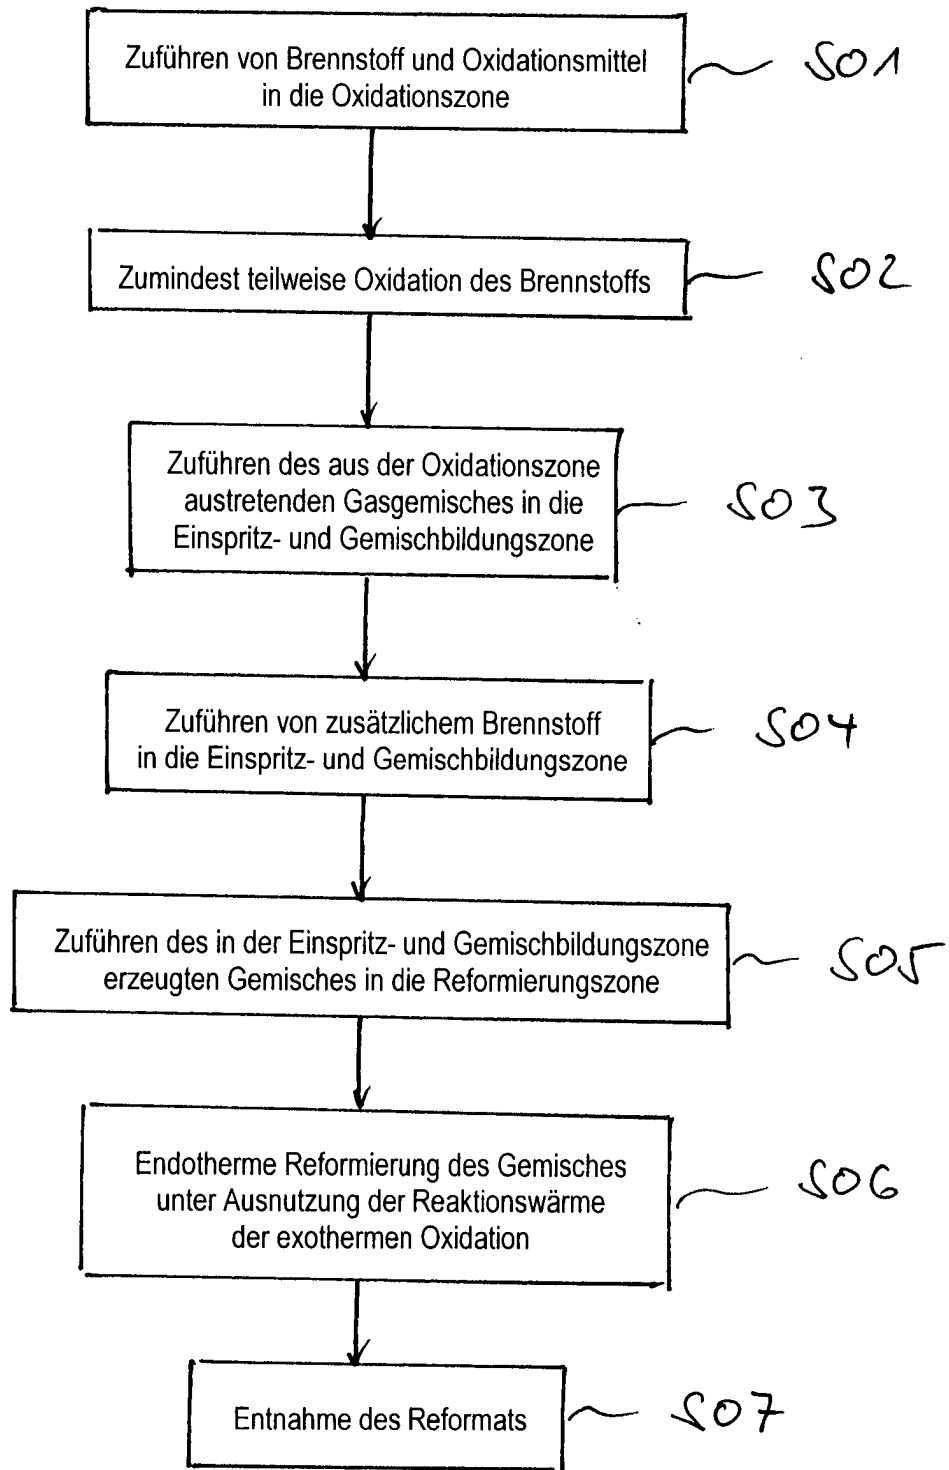 Zuführen von Brennstoff und Oxidationsmittel
in die Oxidationszone
S01
Zumindest teilweise Oxidation des Brennstoffs
S02
Zuführen des aus der Oxidationszone
austretenden Gasgemisches in die
Einspritz- und Gemischbildungszone
S03
Zuführen von zusätzlichem Brennstoff
in die Einspritz- und Gemischbildungszone
S04
Zuführen des in der Einspritz- und Gemischbildungszone
erzeugten Gemisches in die Reformierungszone
S05
Endotherme Reformierung des Gemisches
unter Ausnutzung der Reaktionswärme
der exothermen Oxidation
S06
Entnahme des Reformats
S07